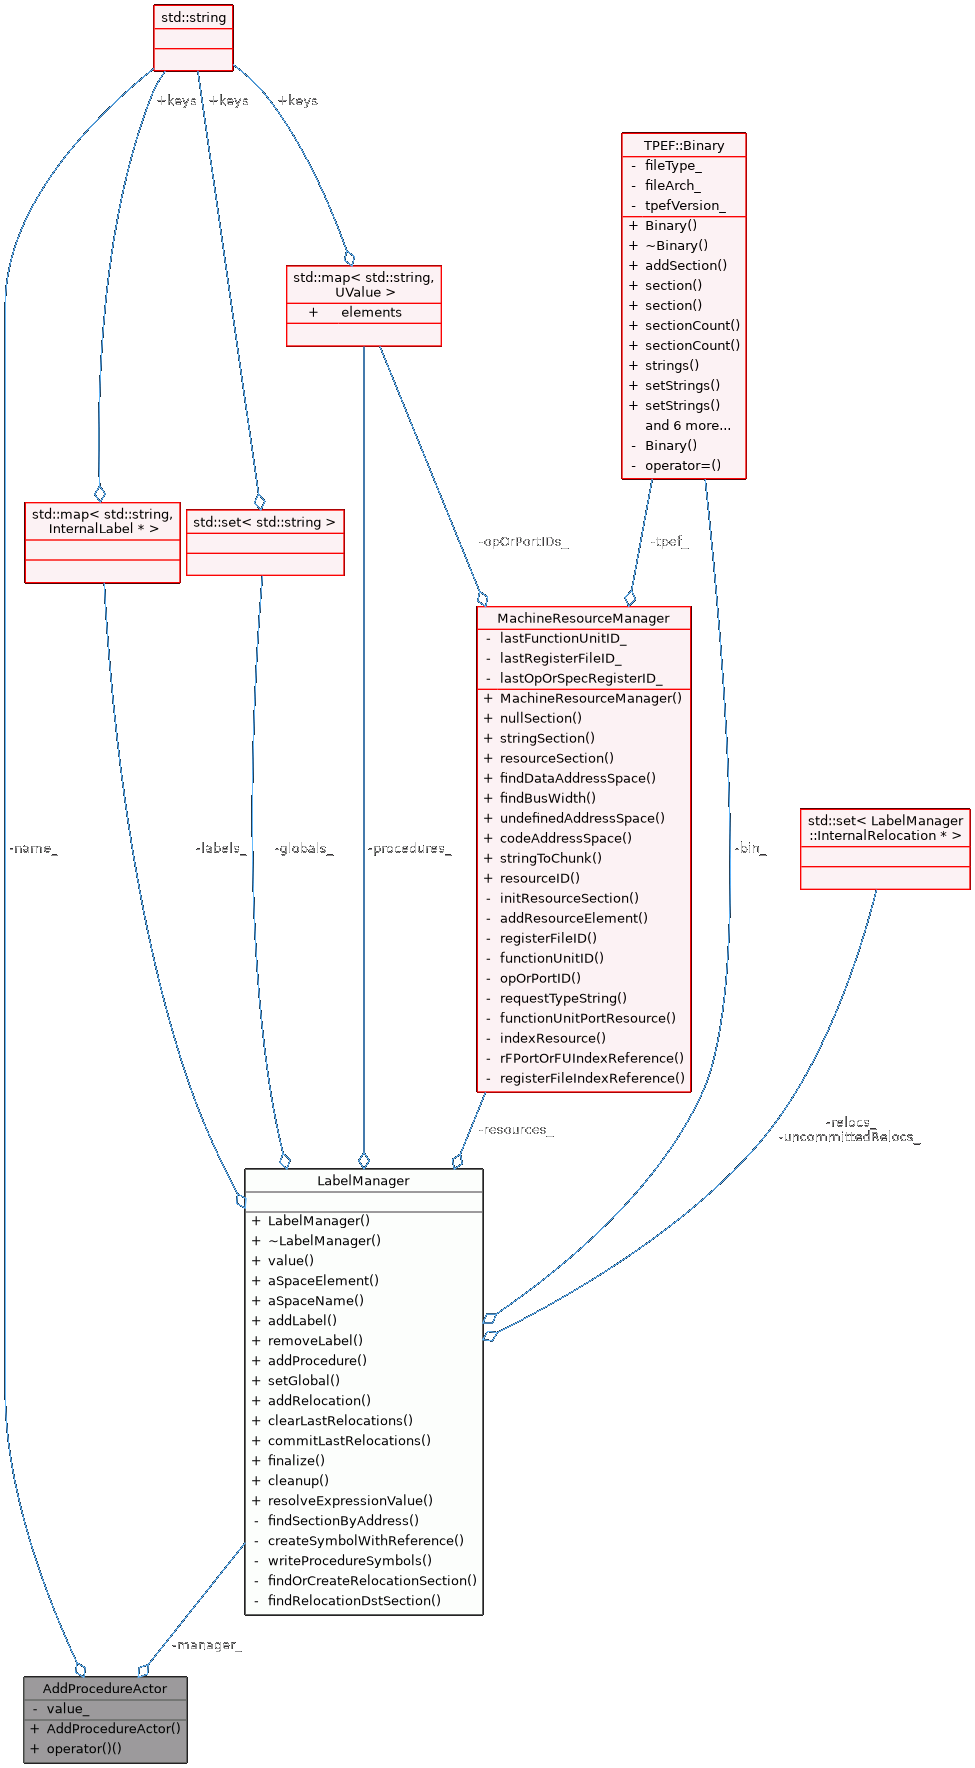 std::string
+keys
+keys
+keys
TPEF::Binary
- fileType_
- fileArch_
- tpefVersion_
+ Binary()
+ ~Binary()
+ addSection()
+ section()
+ section()
+ sectionCount()
+ sectionCount()
+ strings()
+ setStrings()
+ setStrings()
and 6 more...
- Binary()
- operator=()
std::map< std::string,
UValue >
+ elements
std::map< std::string,
InternalLabel * >
std::set< std::string >
-opOrPortIDs_
-tpef_
MachineResourceManager
- lastFunctionUnitID_
- lastRegisterFileID_
- lastOpOrSpecRegisterID_
+ MachineResourceManager()
+ nullSection()
+ stringSection()
+ resourceSection()
+ findDataAddressSpace()
+ findBusWidth()
+ undefinedAddressSpace()
+ codeAddressSpace()
+ stringToChunk()
+ resourceID()
- initResourceSection()
- addResourceElement()
- registerFileID()
- functionUnitID()
- opOrPortID()
- requestTypeString()
- functionUnitPortResource()
- indexResource()
- rFPortOrFUIndexReference()
- registerFileIndexReference()
std::set< LabelManager
::InternalRelocation * >
-name_
-labels_
-globals_
-procedures_
-bin_
-resources_
-relocs_
-uncommittedRelocs_
LabelManager
+ LabelManager()
+ ~LabelManager()
+ value()
+ aSpaceElement()
+ aSpaceName()
+ addLabel()
+ removeLabel()
+ addProcedure()
+ setGlobal()
+ addRelocation()
+ clearLastRelocations()
+ commitLastRelocations()
+ finalize()
+ cleanup()
+ resolveExpressionValue()
- findSectionByAddress()
- createSymbolWithReference()
- writeProcedureSymbols()
- findOrCreateRelocationSection()
- findRelocationDstSection()
-manager_
AddProcedureActor
- value_
+ AddProcedureActor()
+ operator()()